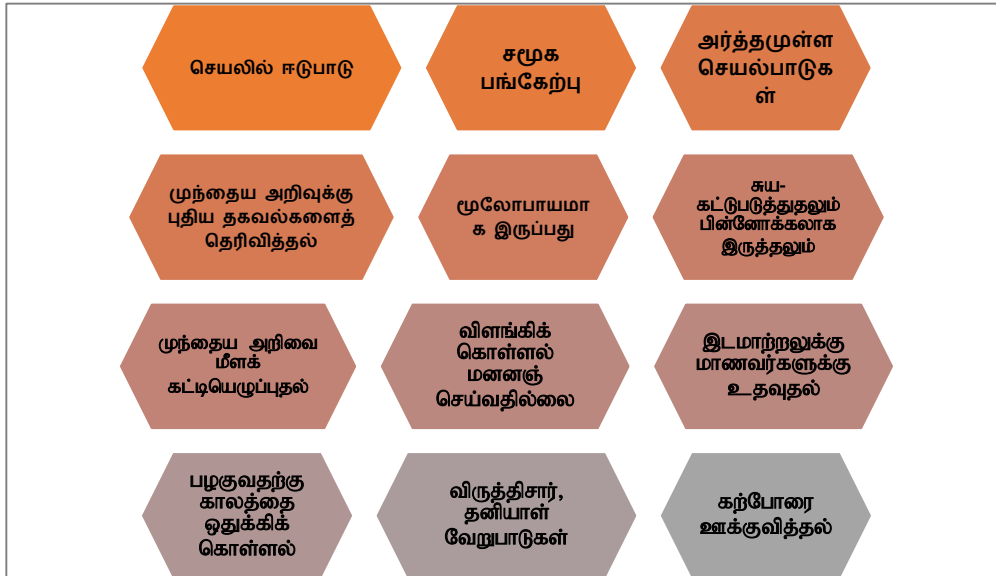 செயலில் ஈடுபாடு
சமூக
பங்கேற்பு
அர்த்தமுள்ள
செயல்பாடுக
ள்
முந்தைய அறிவுக்கு
புதிய தகவல்களைத்
தெரிவித்தல்
மூலோபாயமா
க இருப்பது
சுய-
கட்டுபடுத்துதலும்
பின்னோக்கலாக
இருத்தலும்
முந்தைய அறிவை
மீளக்
கட்டியெழுப்புதல்
விளங்கிக்
கொள்ளல்
மனனஞ்
செய்வதில்லை
இடமாற்றலுக்கு
மாணவர்களுக்கு
உதவுதல்
பழகுவதற்கு
காலத்தை
ஒதுக்கிக்
கொள்ளல்
விருத்திசார்,
தனியாள்
வேறுபாடுகள்
கற்போரை
ஊக்குவித்தல்